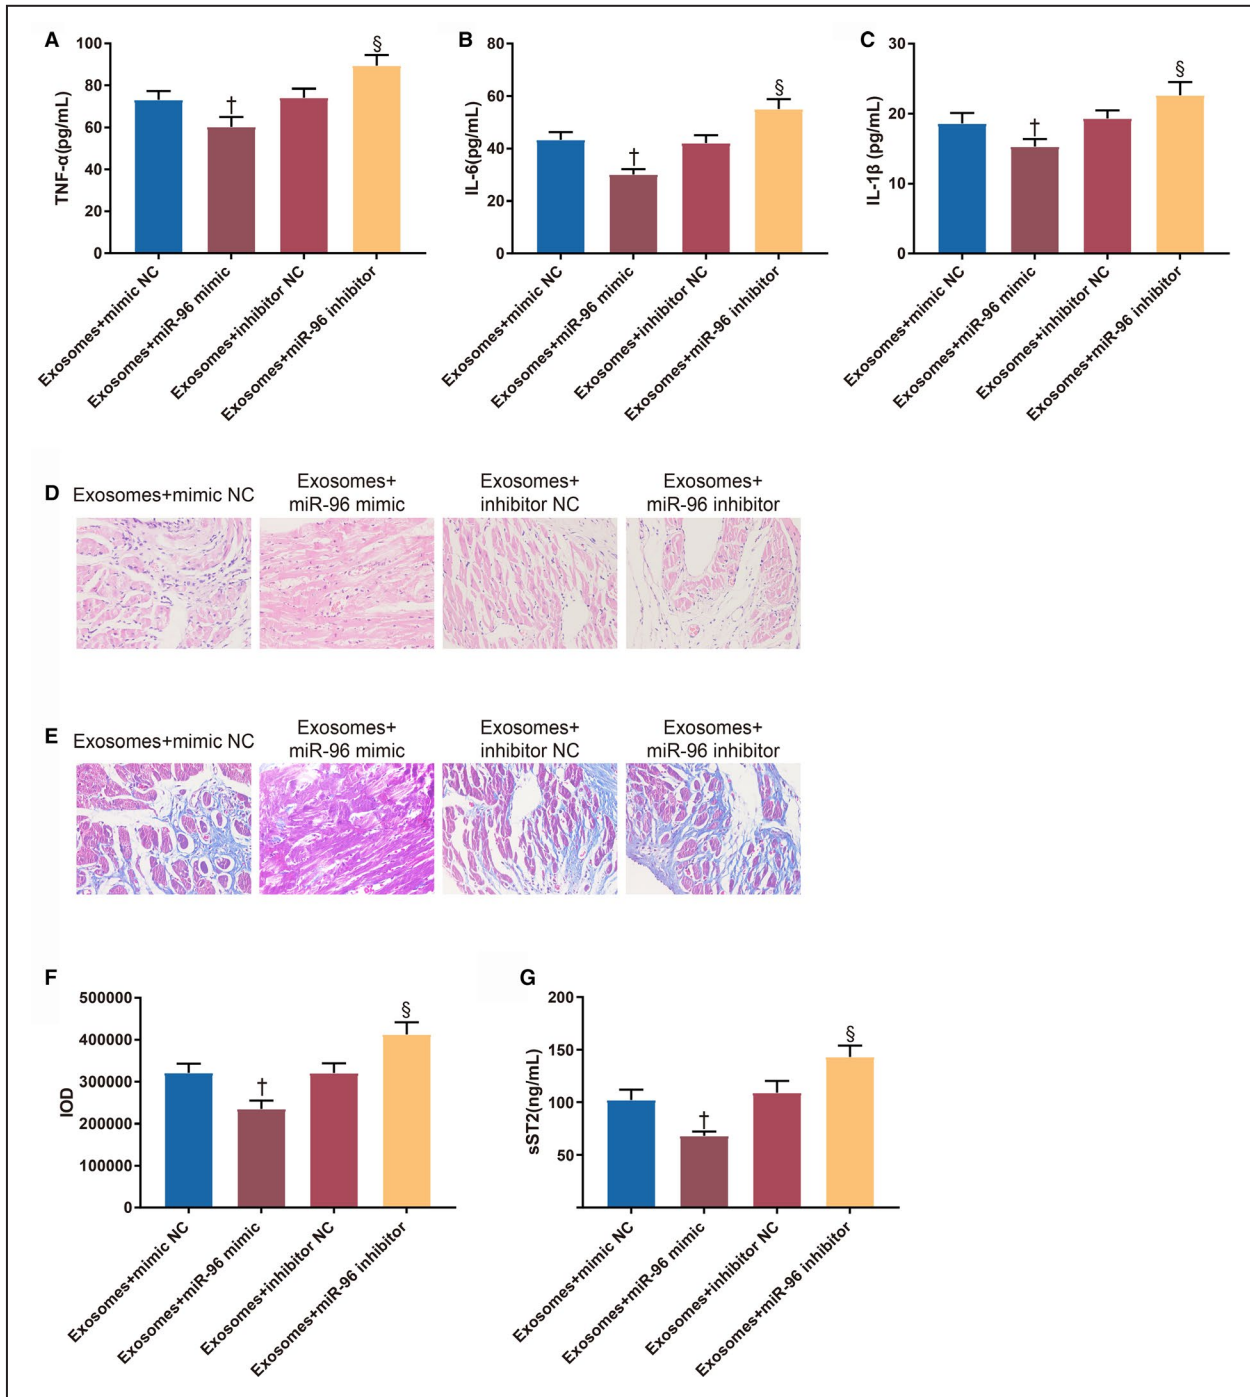 A
TNF-α(pg/mL)
100
80
60
40
20
0
†
§
Exosomes+mimic NC
Exosomes+miR-96 mimic
Exosomes+inhibitor NC
Exosomes+miR-96 inhibitor
B
IL-6(pg/mL)
80
60
40
20
0
†
§
Exosomes+mimic NC
Exosomes+miR-96 mimic
Exosomes+inhibitor NC
Exosomes+miR-96 inhibitor
C
IL-1β (pg/mL)
30
20
10
0
†
§
Exosomes+mimic NC
Exosomes+miR-96 mimic
Exosomes+inhibitor NC
Exosomes+miR-96 inhibitor
D
Exosomes+mimic NC
Exosomes+
miR-96 mimic
Exosomes+
inhibitor NC
Exosomes+
miR-96 inhibitor
E
Exosomes+mimic NC
Exosomes+
miR-96 mimic
Exosomes+
inhibitor NC
Exosomes+
miR-96 inhibitor
F
IOD
500000
400000
300000
200000
100000
0
†
§
Exosomes+mimic NC
Exosomes+miR-96 mimic
Exosomes+inhibitor NC
Exosomes+miR-96 inhibitor
G
sST2(ng/mL)
200
150
100
50
†
§
Exosomes+mimic NC
Exosomes+miR-96 mimic
Exosomes+inhibitor NC
Exosomes+miR-96 inhibitor